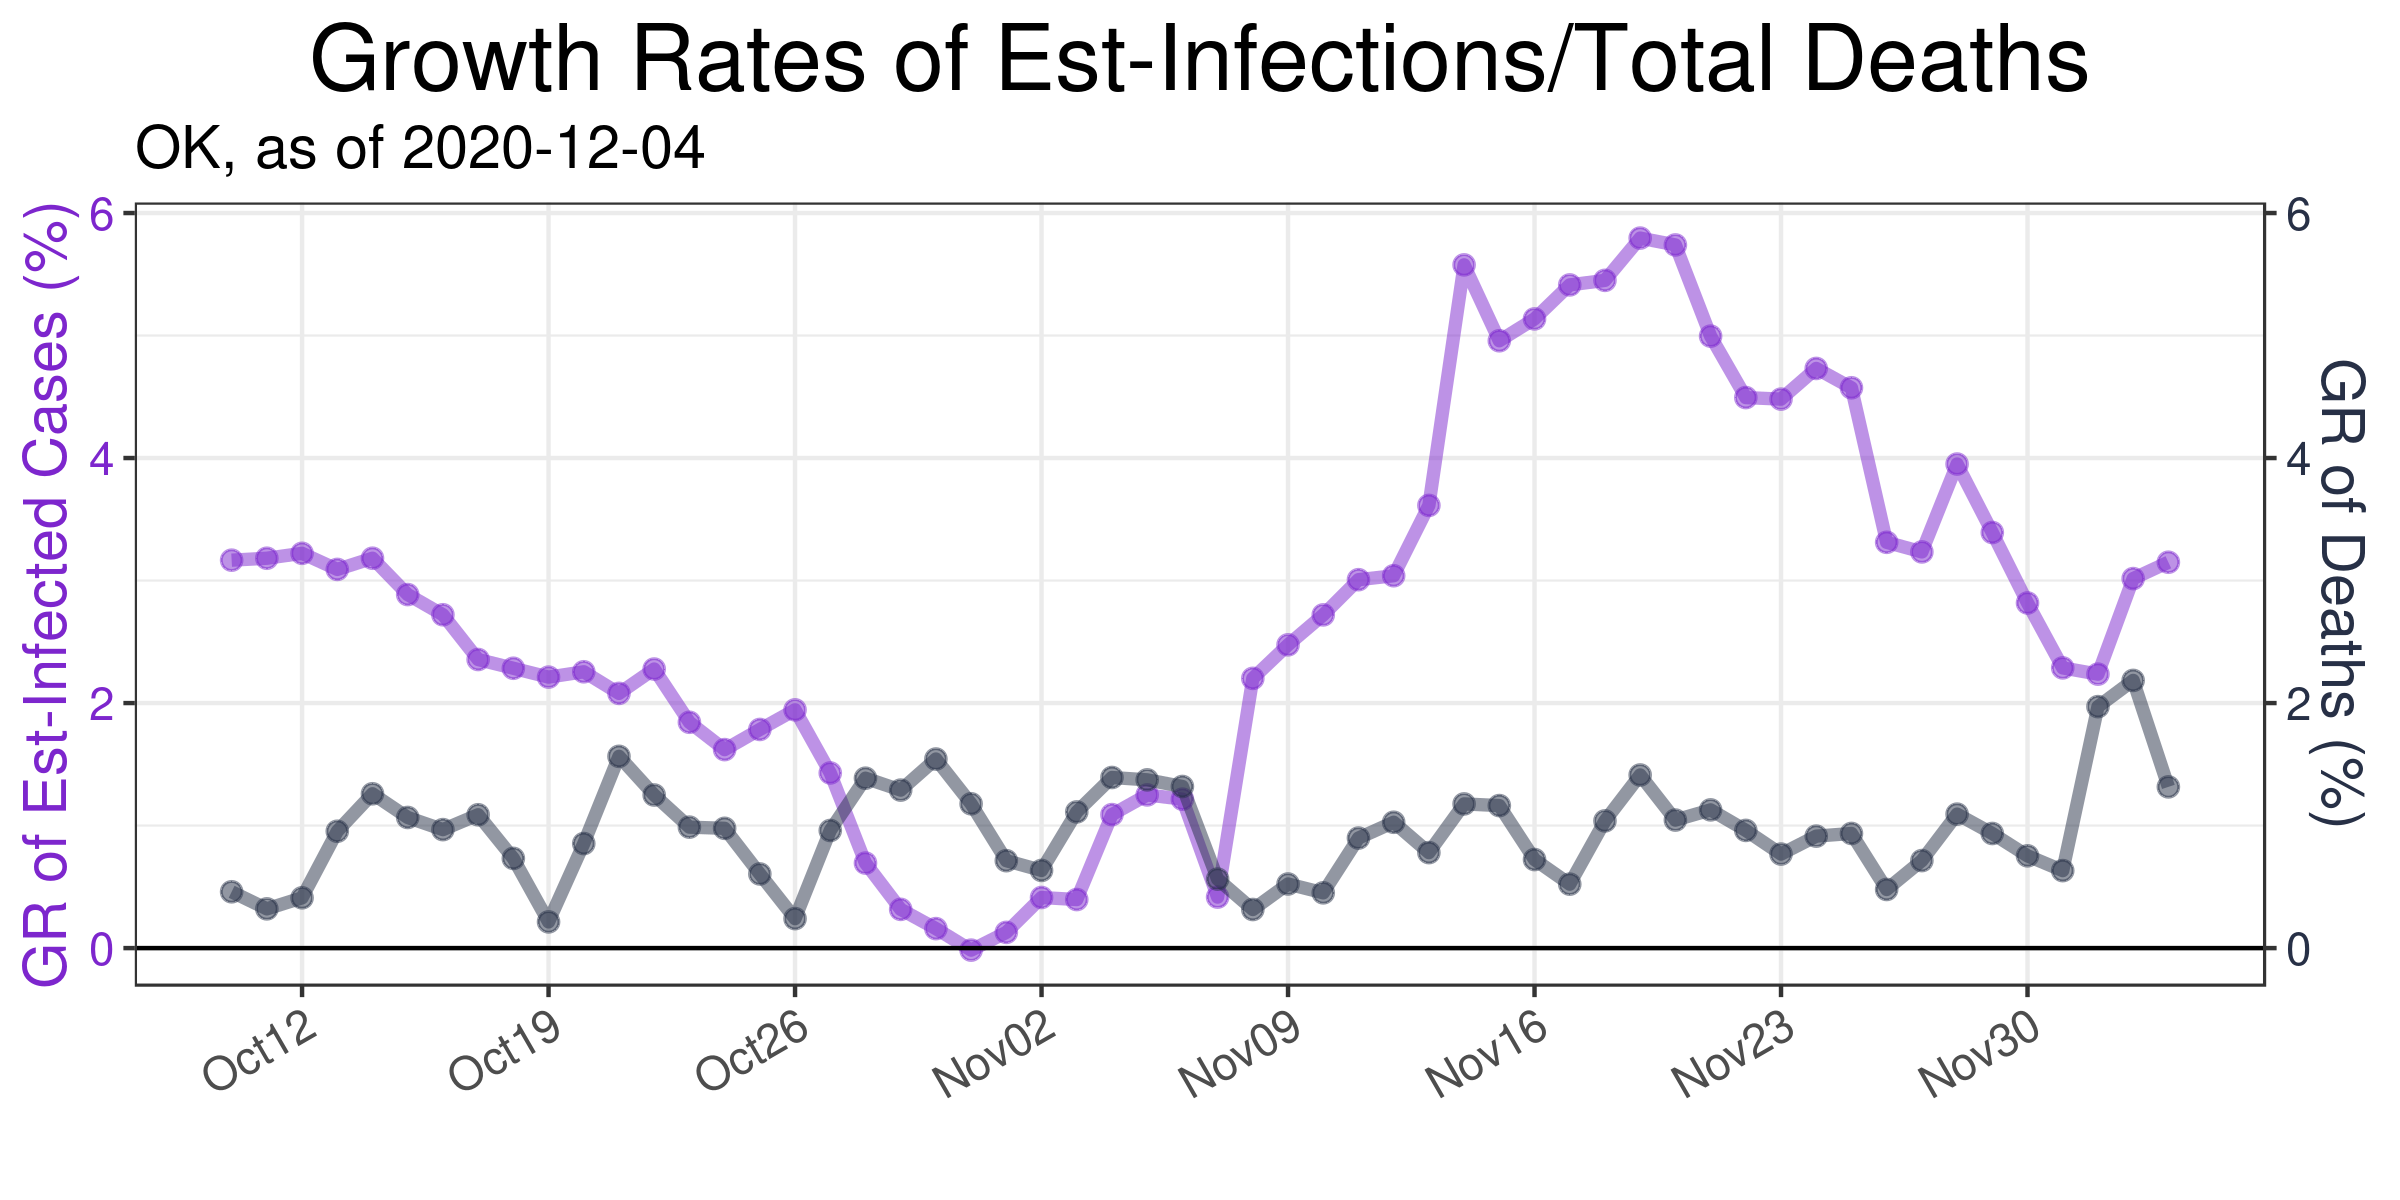 Growth Rates of Est-Infections/Total Deaths
OK, as of 2020-12-04
GR of Est-Infected Cases (%)
6
4
2
0
6
4
2
0
GR of Deaths (%)
Oct12
Oct19
Oct26
Nov02
Nov09
Nov16
Nov23
Nov30